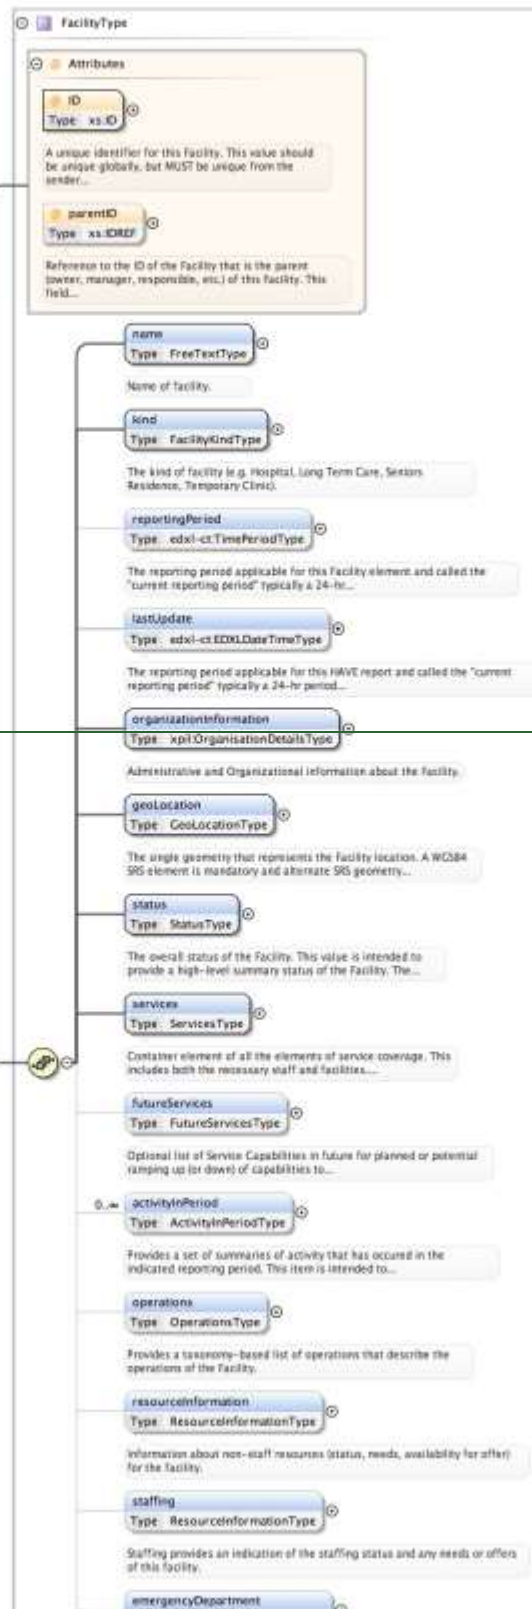 FacilityType
Attributes
ID
Type xs:ID
A unique identifier for this Facility. This value should
be unique globally, but MUST be unique from the
sender...
parentID
Type xs:IDREF
Reference to the ID of the Facility that is the parent
(owner, manager, responsible, etc.) of this facility. This
field...
name
Type FreeTextType
Name of facility.
kind
Type FacilityKindType
The kind of facility (e.g. Hospital, Long Term Care, Seniors
Residence, Temporary Clinic).
reportingPeriod
Type edxl-ct:TimePeriodType
The reporting period applicable for this Facility element and called the
"current reporting period" typically a 24-hr...
lastUpdate
Type edxl-ct:EDXLDateTimeType
The reporting period applicable for this HAVE report and called the "current
reporting period" typically a 24-hr period...
organizationInformation
Type xpil:OrganisationDetailsType
Administrative and Organizational information about the Facility.
geoLocation
Type GeoLocationType
The single geometry that represents the Facility location. A WGS84
SRS element is mandatory and alternate SRS geometry...
status
Type StatusType
The overall status of the Facility. This value is intended to
provide a high-level summary status of the Facility. The...
services
Type ServicesType
Container element of all the elements of service coverage. This
includes both the necessary staff and facilities....
futureServices
Type FutureServicesType
Optional list of Service Capabilities in future for planned or potential
ramping up (or down) of capabilities to...
0..∞ activityInPeriod
Type ActivityInPeriodType
Provides a set of summaries of activity that has occured in the
indicated reporting period. This item is intended to...
operations
Type OperationsType
Provides a taxonomy-based list of operations that describe the
operations of the Facility.
resourceInformation
Type ResourceInformationType
Information about non-staff resources (status, needs, availability for offer)
for the facility.
staffing
Type ResourceInformationType
Staffing provides an indication of the staffing status and any needs or offers
of this facility.
emergencyDepartment